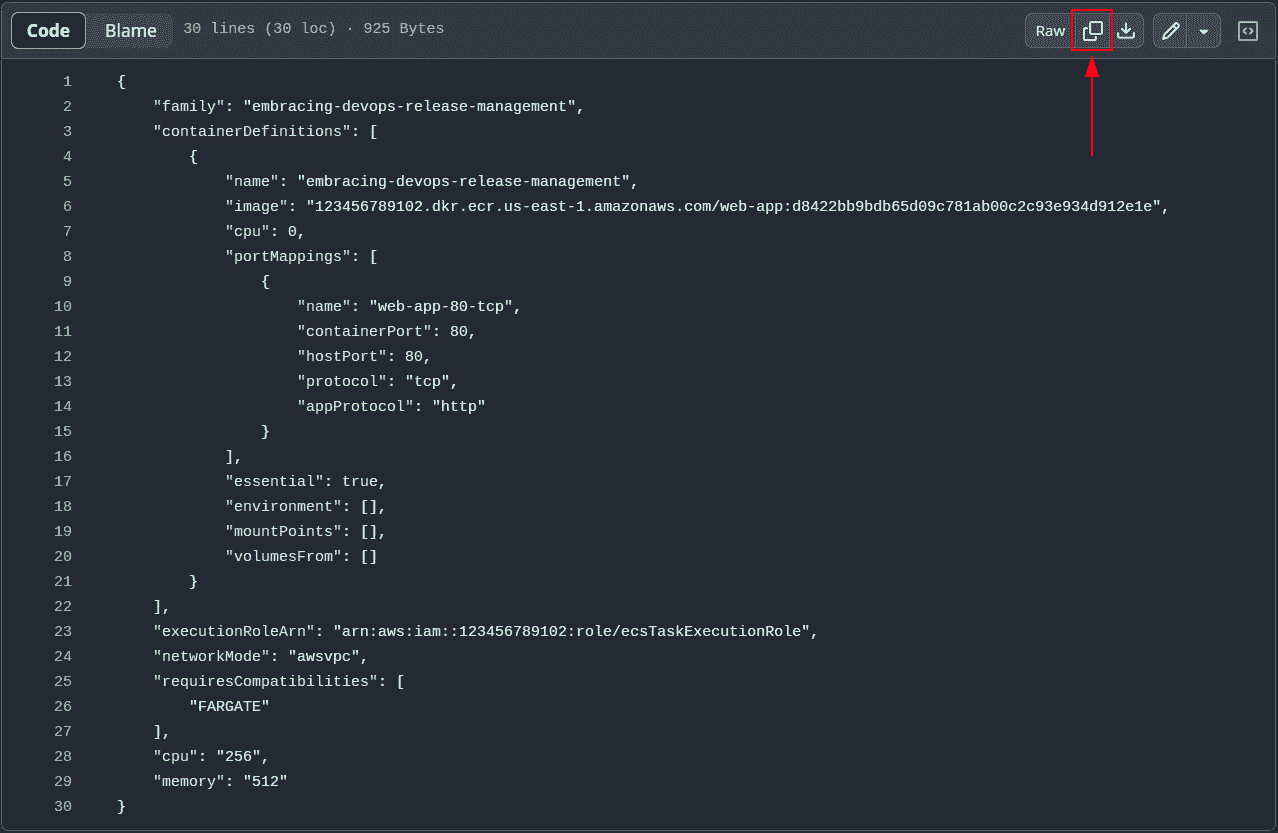 Code Blame 30 lines (30 loc) · 925 Bytes Raw
1 {
2     "family": "embracing-devops-release-management",
3     "containerDefinitions": [
4         {
5             "name": "embracing-devops-release-management",
6             "image": "123456789102.dkr.ecr.us-east-1.amazonaws.com/web-app:d8422bb9bdb65d09c781ab00c2c93e934d912e1e",
7             "cpu": 0,
8             "portMappings": [
9                 {
10                     "name": "web-app-80-tcp",
11                     "containerPort": 80,
12                     "hostPort": 80,
13                     "protocol": "tcp",
14                     "appProtocol": "http"
15                 }
16             ],
17             "essential": true,
18             "environment": [],
19             "mountPoints": [],
20             "volumesFrom": []
21         }
22     ],
23     "executionRoleArn": "arn:aws:iam::123456789102:role/ecsTaskExecutionRole",
24     "networkMode": "awsvpc",
25     "requiresCompatibilities": [
26         "FARGATE"
27     ],
28     "cpu": "256",
29     "memory": "512"
30 }